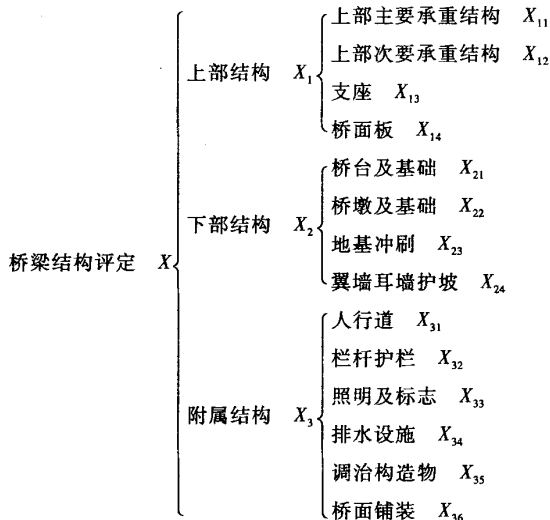 上部主要承重结构 X₁₁
上部次要承重结构 X₁₂
上部结构 X₁
支座 X₁₃
桥面板 X₁₄
桥台及基础 X₂₁
桥墩及基础 X₂₂
下部结构 X₂
地基冲刷 X₂₃
翼墙耳墙护坡 X₂₄
桥梁结构评定 X
人行道 X₃₁
栏杆护栏 X₃₂
照明及标志 X₃₃
附属结构 X₃
排水设施 X₃₄
调治构造物 X₃₅
桥面铺装 X₃₆